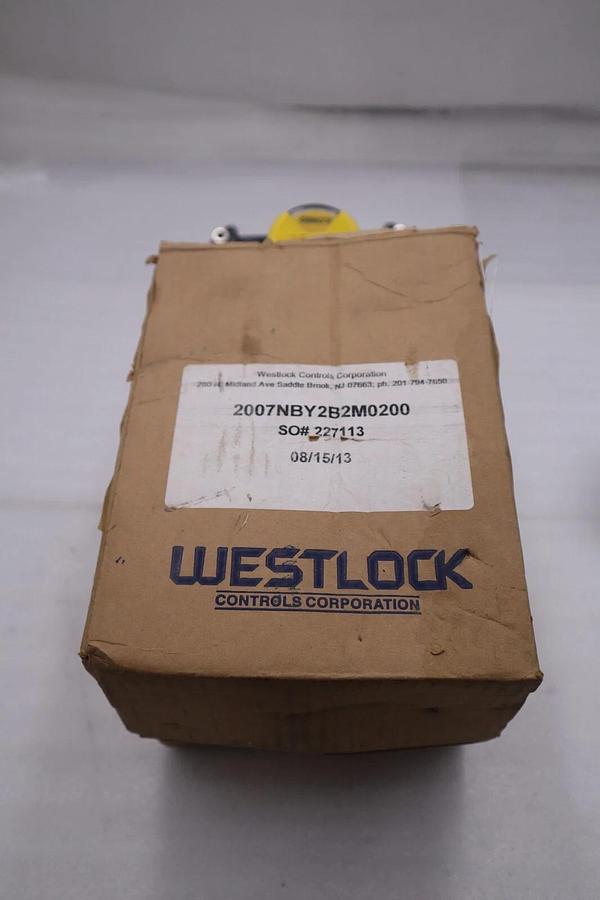 Westlock Controls Corporation
280 N. Midland Ave Saddle Brook, NJ 07663; ph. 201-794-7650
2007NBY2B2M0200
SO# 227113
08/15/13
WESTLOCK
CONTROLS CORPORATION